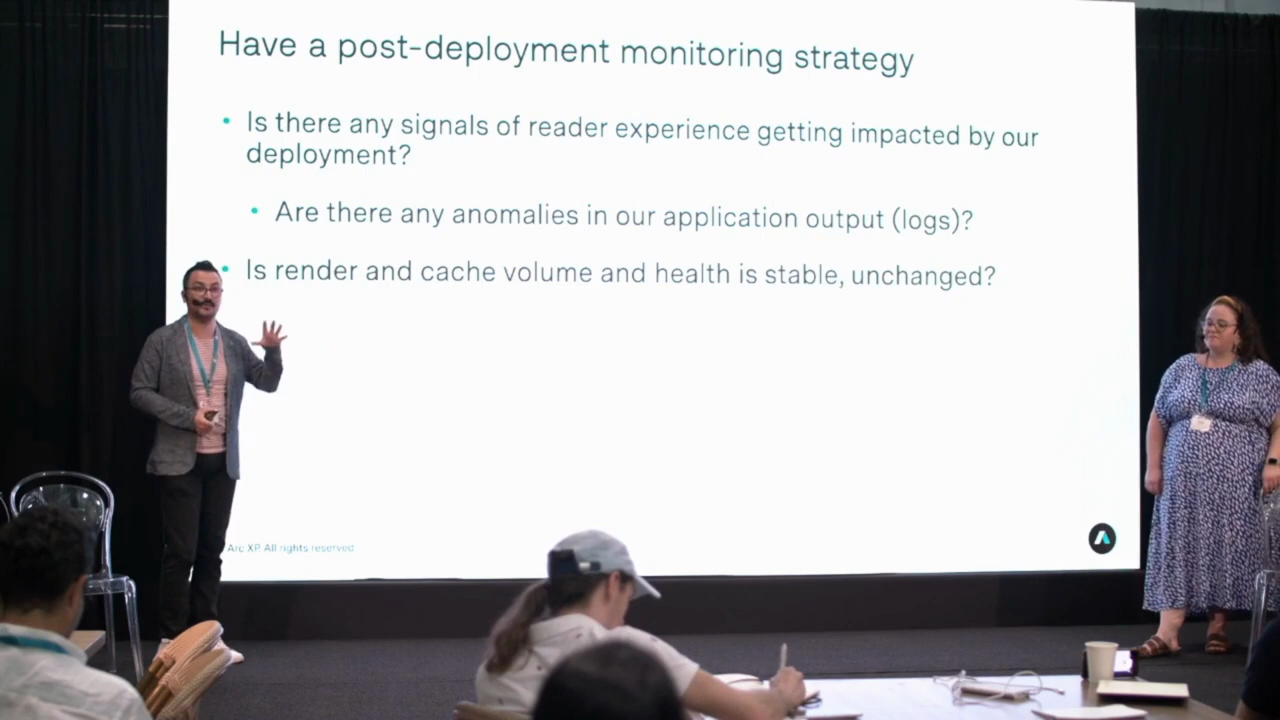 Have a post-deployment monitoring strategy
• Is there any signals of reader experience getting impacted by our
deployment?
• Are there any anomalies in our application output (logs)?
• Is render and cache volume and health is stable, unchanged?
Arc XP. All rights reserved